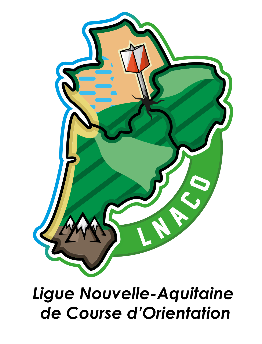 LNACO
Ligue Nouvelle-Aquitaine
de Course d'Orientation